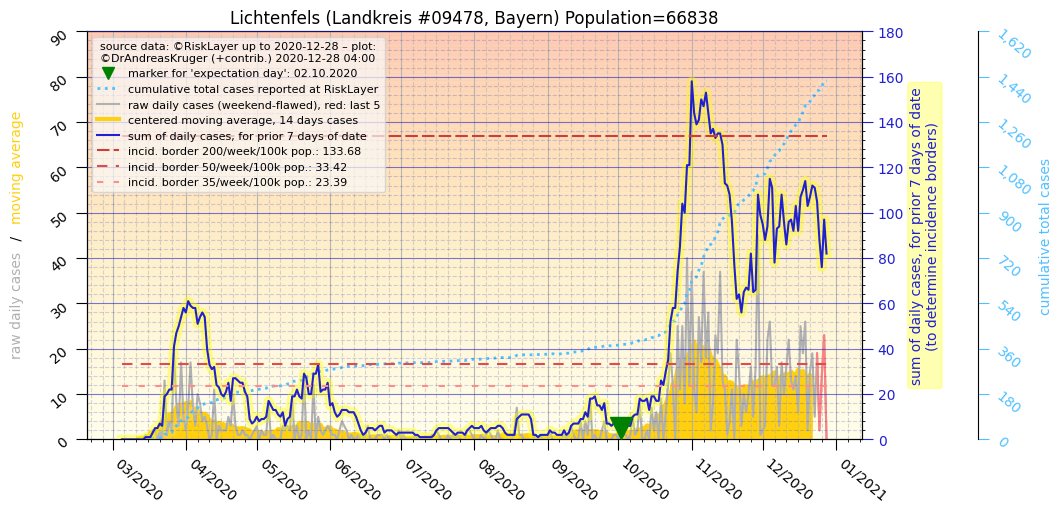 Lichtenfels (Landkreis #09478, Bayern) Population=66838
source data: ©RiskLayer up to 2020-12-28 – plot:
©DrAndreasKruger (+contrib.) 2020-12-28 04:00
marker for 'expectation day': 02.10.2020
cumulative total cases reported at RiskLayer
raw daily cases (weekend-flawed), red: last 5
centered moving average, 14 days cases
sum of daily cases, for prior 7 days of date
incid. border 200/week/100k pop.: 133.68
incid. border 50/week/100k pop.: 33.42
incid. border 35/week/100k pop.: 23.39
raw daily cases / moving average
90
80
70
60
50
40
30
20
10
0
03/2020
04/2020
05/2020
06/2020
07/2020
08/2020
09/2020
10/2020
11/2020
12/2020
01/2021
180
160
140
120
100
80
60
40
20
0
sum of daily cases, for prior 7 days of date
(to determine incidence borders)
1,620
1,440
1,260
1,080
900
720
540
360
180
0
cumulative total cases